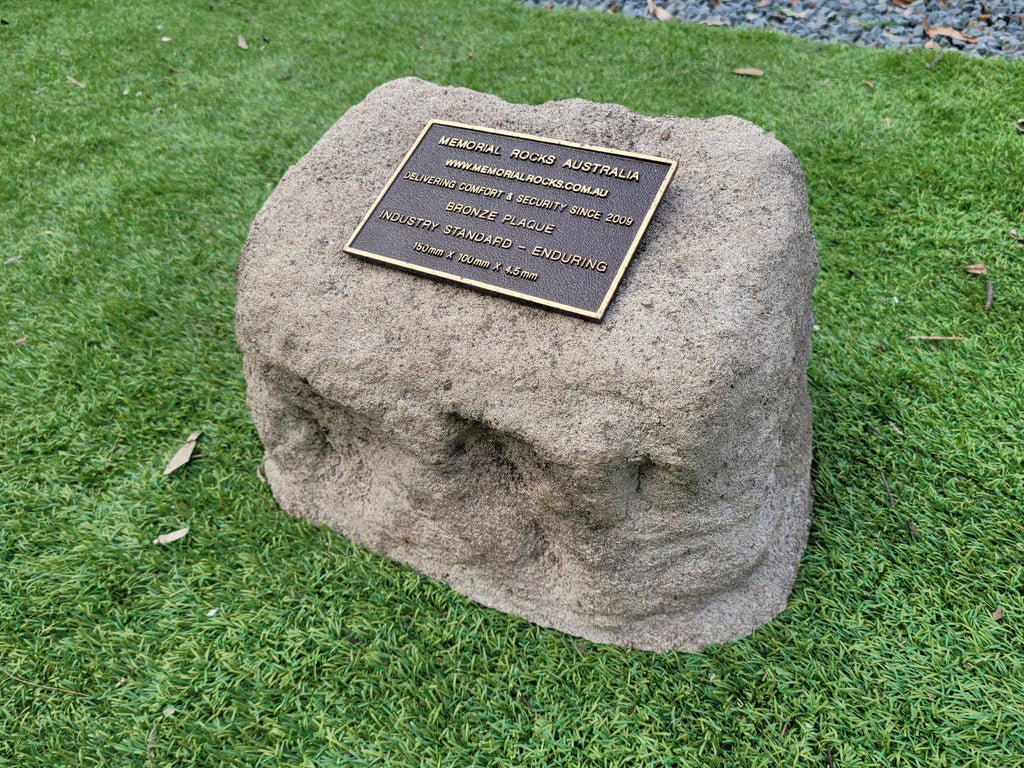 MEMORIAL ROCKS AUSTRALIA
WWW.MEMORIALROCKS.COM.AU
DELIVERING COMFORT & SECURITY SINCE 2009
BRONZE PLAQUE
INDUSTRY STANDARD - ENDURING
150mm X 100mm X 4.5mm